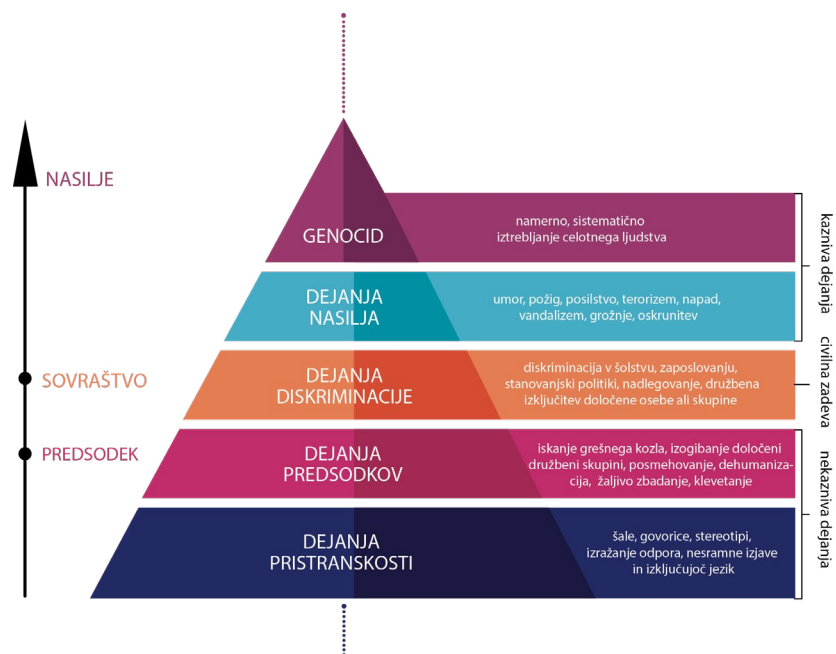 NASILJE
GENOCID
namerno, sistematično
iztrebljanje celotnega ljudstva
DEJANJA
NASILJA
umor, požig, posilstvo, terorizem, napad,
vandalizem, grožnje, oskrunitev
kazniva dejanja
SOVRAŠTVO
DEJANJA
DISKRIMINACIJE
diskriminacija v šolstvu, zaposlovanju,
stanovanjski politiki, nadlegovanje, družbena
izključitev določene osebe ali skupine
civilna zadeva
PREDSODEK
DEJANJA
PREDSODKOV
iskanje grešnega kozla, izogibanje določeni
družbeni skupini, posmehovanje, dehumaniza-
cija, žaljivo zbadanje, klevetanje
DEJANJA
PRISTRANSKOSTI
šale, govorice, stereotipi,
izražanje odpora, nesramne izjave
in izključujoč jezik
nekazniva dejanja